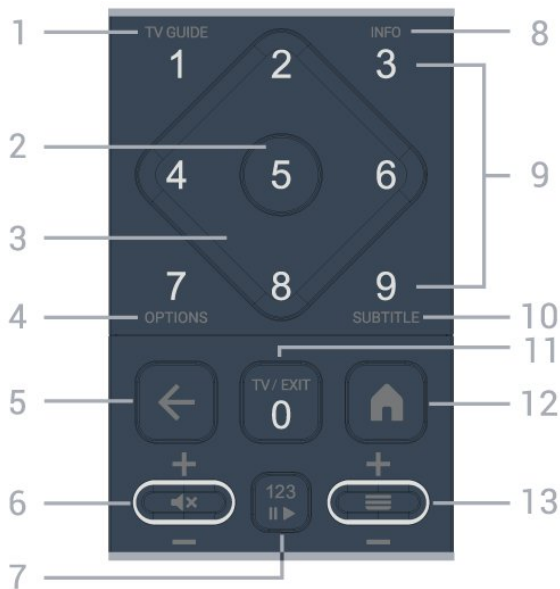 1 TV GUIDE INFO 8
1 2 3
2
4 5 6 9
3
7 8 9
4 OPTIONS SUBTITLE 10
11
TV / EXIT
5 0 12
+ +
6 123 13
- -
7